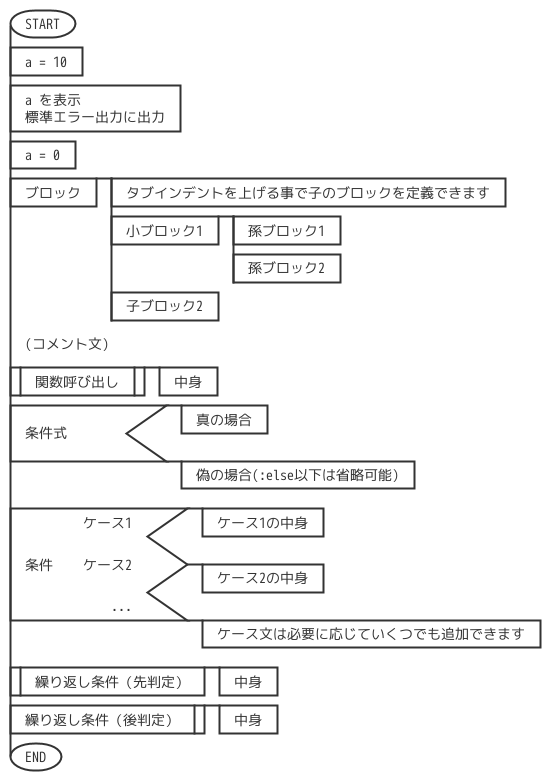 START
a = 10
a を表示
標準エラー出力に出力
a = 0
ブロック
タブインデントを上げる事で子のブロックを定義できます
小ブロック1
孫ブロック1
孫ブロック2
子ブロック2
(コメント文)
関数呼び出し
中身
条件式
真の場合
偽の場合(:else以下は省略可能)
ケース1
ケース1の中身
条件
ケース2
ケース2の中身
...
ケース文は必要に応じていくつでも追加できます
繰り返し条件 (先判定)
中身
繰り返し条件 (後判定)
中身
END